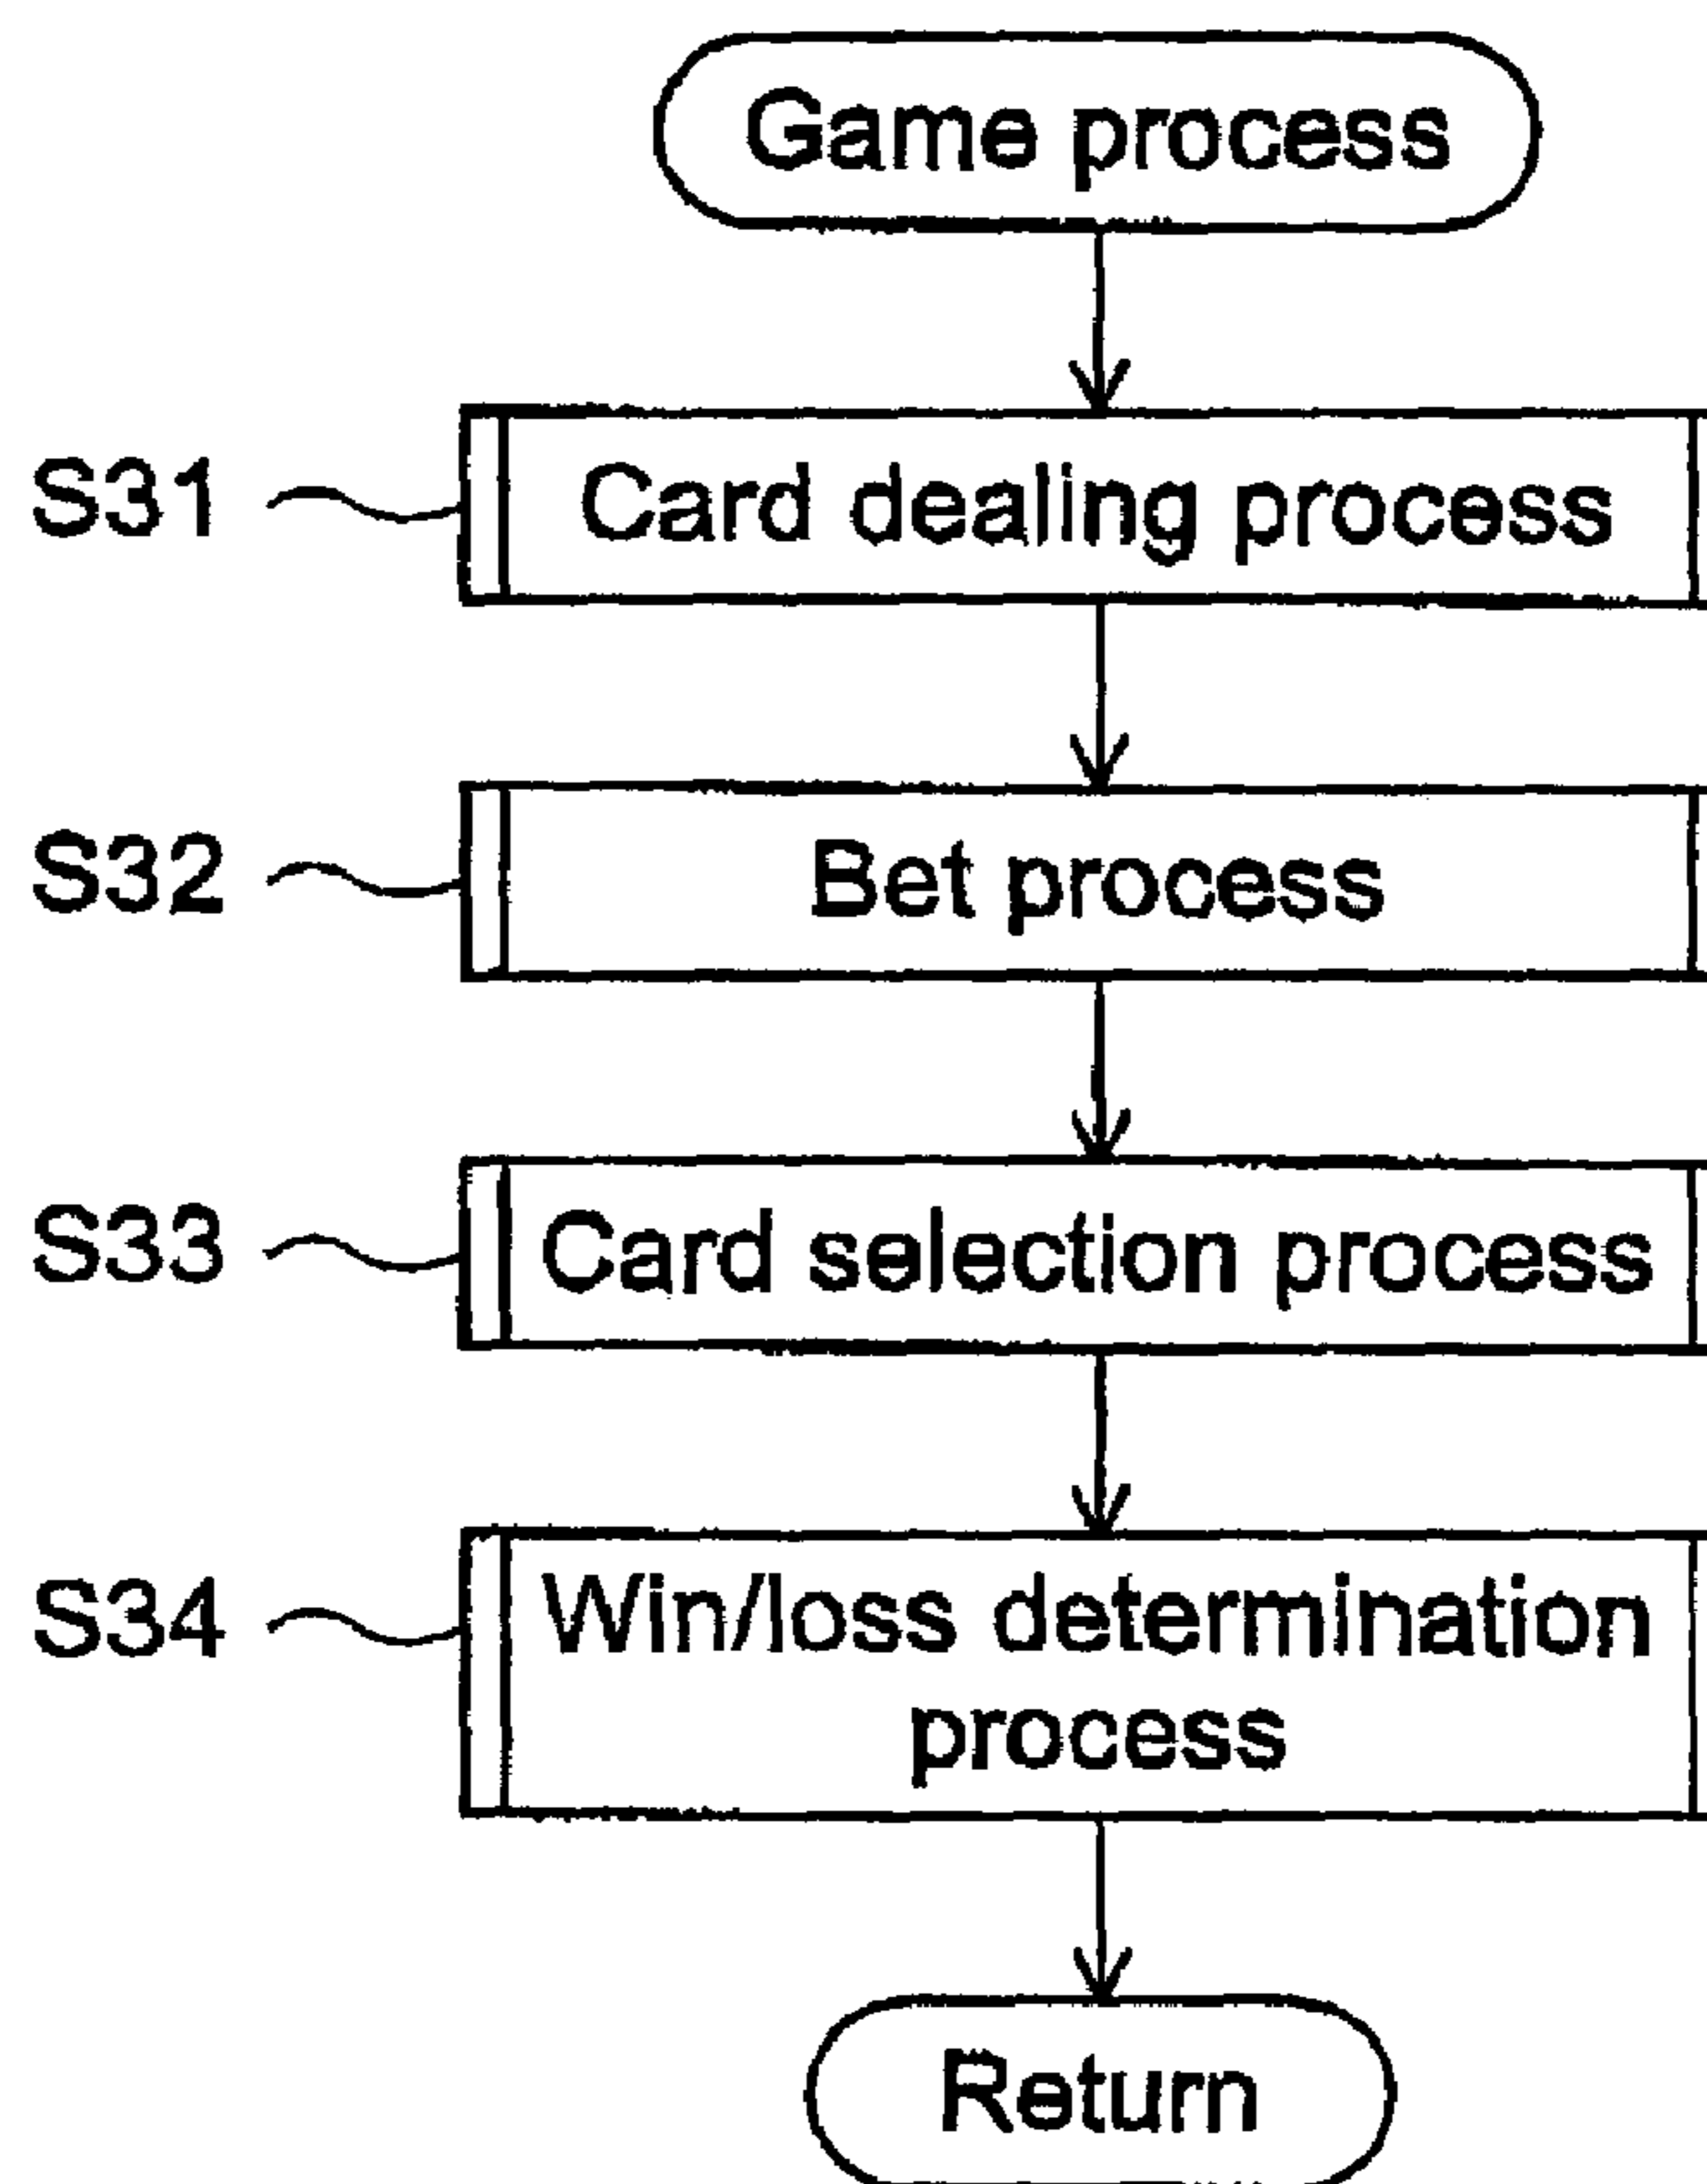 Game process
S31 Card dealing process
S32 Bet process
S33 Card selection process
S34 Win/loss determination
process
Return